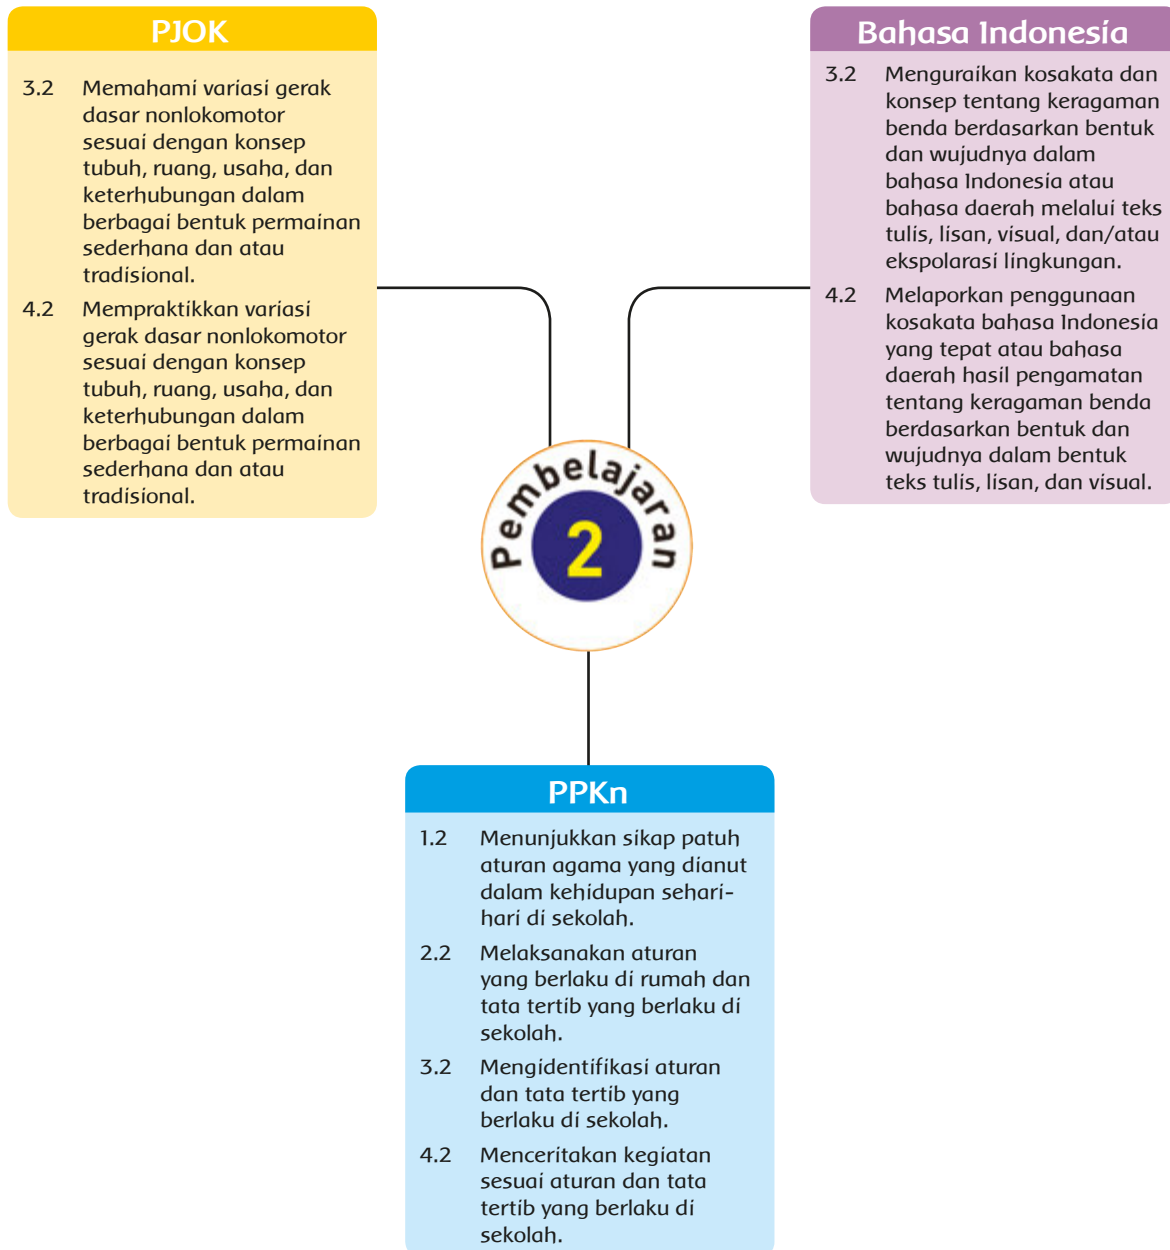 PJOK
3.2 Memahami variasi gerak
dasar nonlokomotor
sesuai dengan konsep
tubuh, ruang, usaha, dan
keterhubungan dalam
berbagai bentuk permainan
sederhana dan atau
tradisional.
4.2 Mempraktikkan variasi
gerak dasar nonlokomotor
sesuai dengan konsep
tubuh, ruang, usaha, dan
keterhubungan dalam
berbagai bentuk permainan
sederhana dan atau
tradisional.
Bahasa Indonesia
3.2 Menguraikan kosakata dan
konsep tentang keragaman
benda berdasarkan bentuk
dan wujudnya dalam
bahasa Indonesia atau
bahasa daerah melalui teks
tulis, lisan, visual, dan/atau
ekspolarasi lingkungan.
4.2 Melaporkan penggunaan
kosakata bahasa Indonesia
yang tepat atau bahasa
daerah hasil pengamatan
tentang keragaman benda
berdasarkan bentuk dan
wujudnya dalam bentuk
teks tulis, lisan, dan visual.
Pembelajaran
2
PPKn
1.2 Menunjukkan sikap patuh
aturan agama yang dianut
dalam kehidupan sehari-
hari di sekolah.
2.2 Melaksanakan aturan
yang berlaku di rumah dan
tata tertib yang berlaku di
sekolah.
3.2 Mengidentifikasi aturan
dan tata tertib yang
berlaku di sekolah.
4.2 Menceritakan kegiatan
sesuai aturan dan tata
tertib yang berlaku di
sekolah.